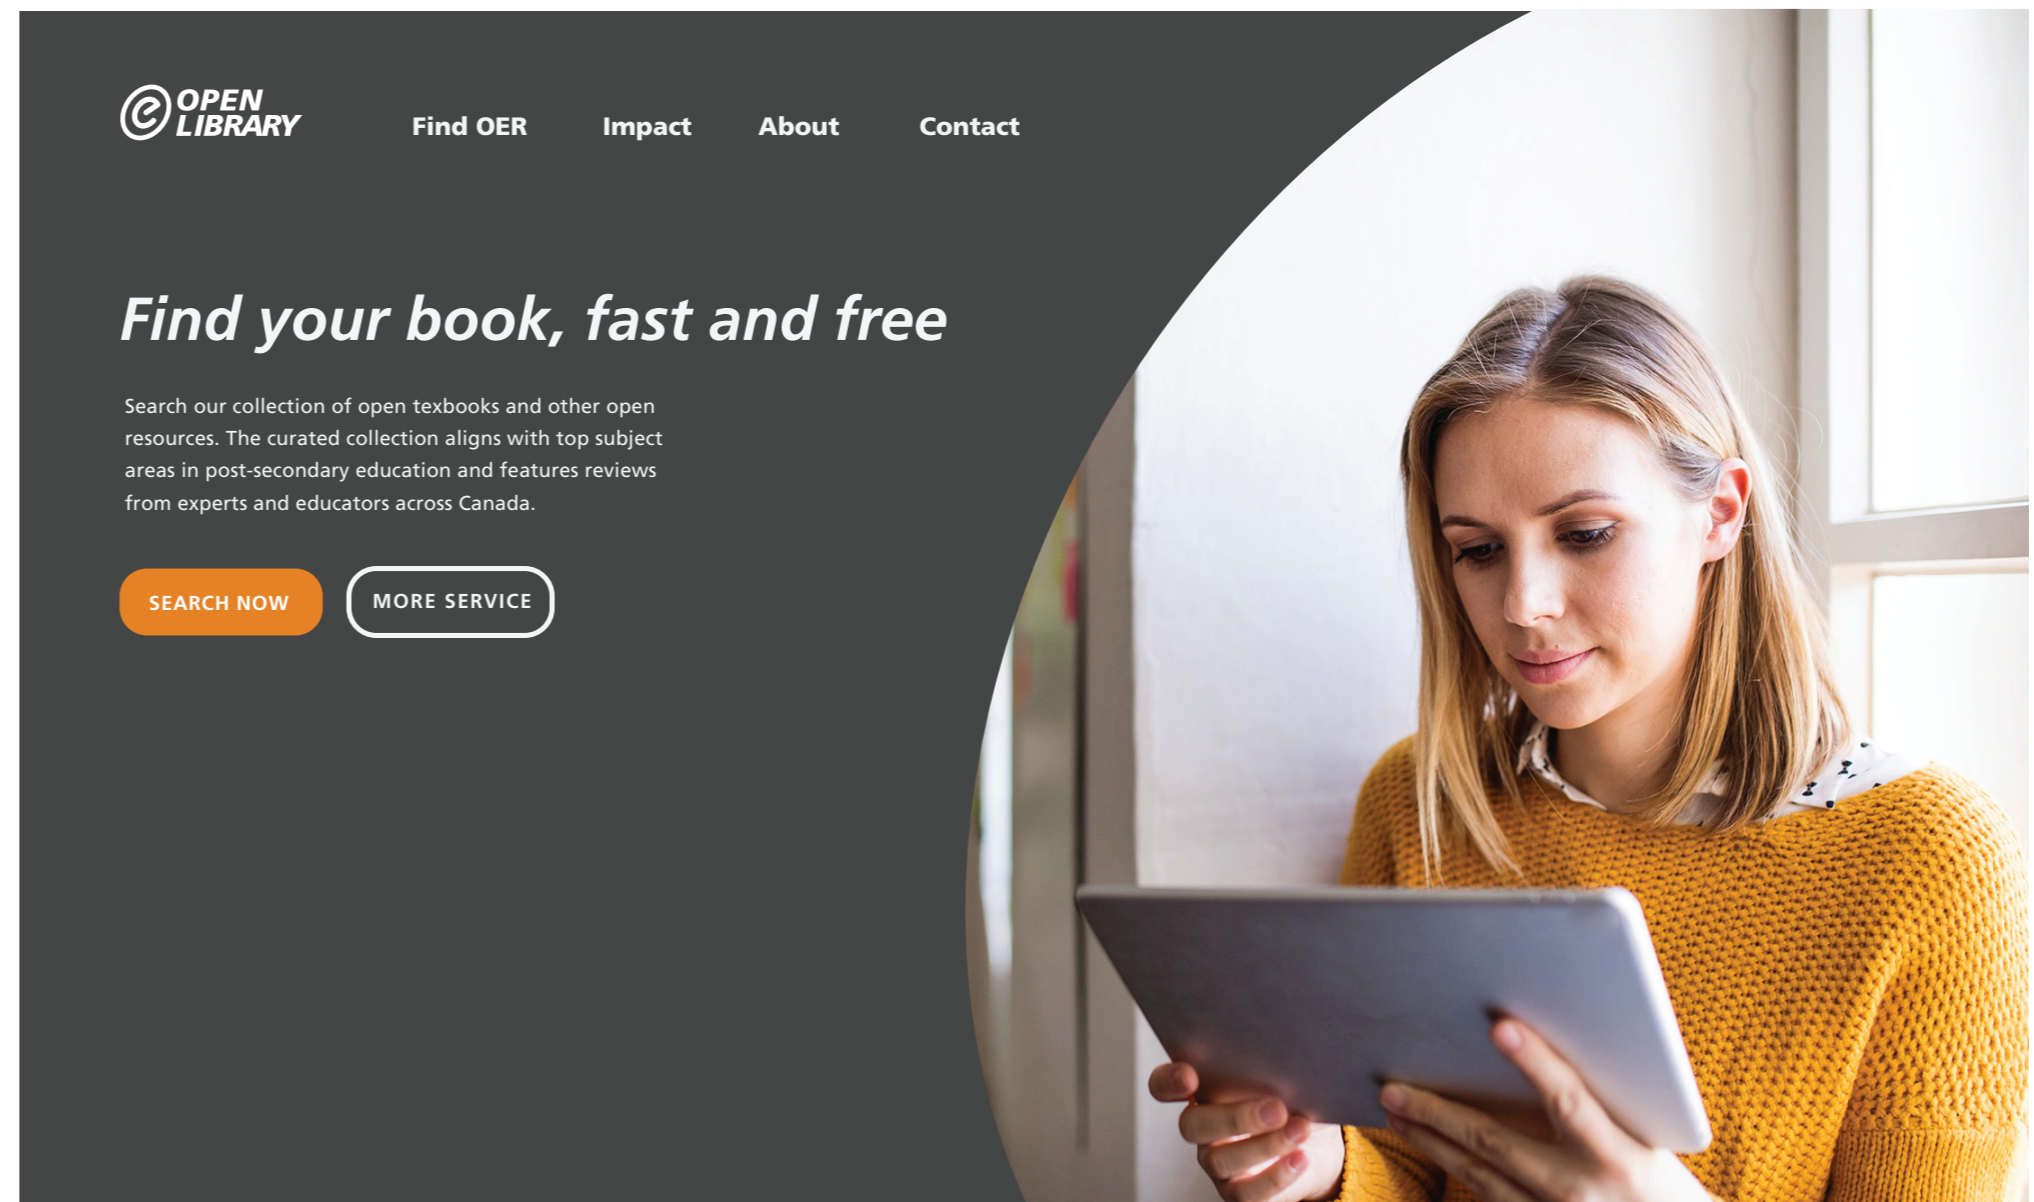 OPEN
LIBRARY
Find OER Impact About Contact
Find your book, fast and free
Search our collection of open texbooks and other open
resources. The curated collection aligns with top subject
areas in post-secondary education and features reviews
from experts and educators across Canada.
SEARCH NOW MORE SERVICE